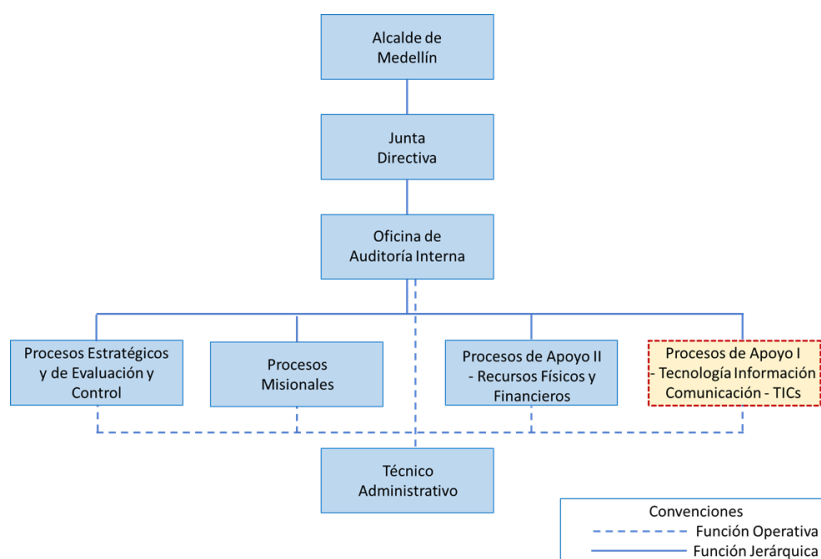 Alcalde de
Medellín
Junta
Directiva
Oficina de
Auditoría Interna
Procesos Estratégicos
y de Evaluación y
Control
Procesos
Misionales
Procesos de Apoyo II
- Recursos Físicos y
Financieros
Procesos de Apoyo I
- Tecnología Información
Comunicación - TICs
Técnico
Administrativo
Convenciones
Función Operativa
Función Jerárquica